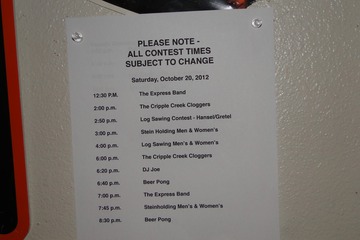 PLEASE NOTE -
ALL CONTEST TIMES
SUBJECT TO CHANGE
Saturday, October 20, 2012
12:30 P.M. The Express Band
2:00 p.m. The Cripple Creek Cloggers
2:50 p.m. Log Sawing Contest - Hansel/Gretel
3:00 p.m. Stein Holding Men & Women's
4:00 p.m. Log Sawing Men's & Women's
6:00 p.m. The Cripple Creek Cloggers
6:20 p.m. DJ Joe
6:40 p.m. Beer Pong
7:00 p.m. The Express Band
7:45 p.m. Steinholding Men's & Women's
8:30 p.m. Beer Pong